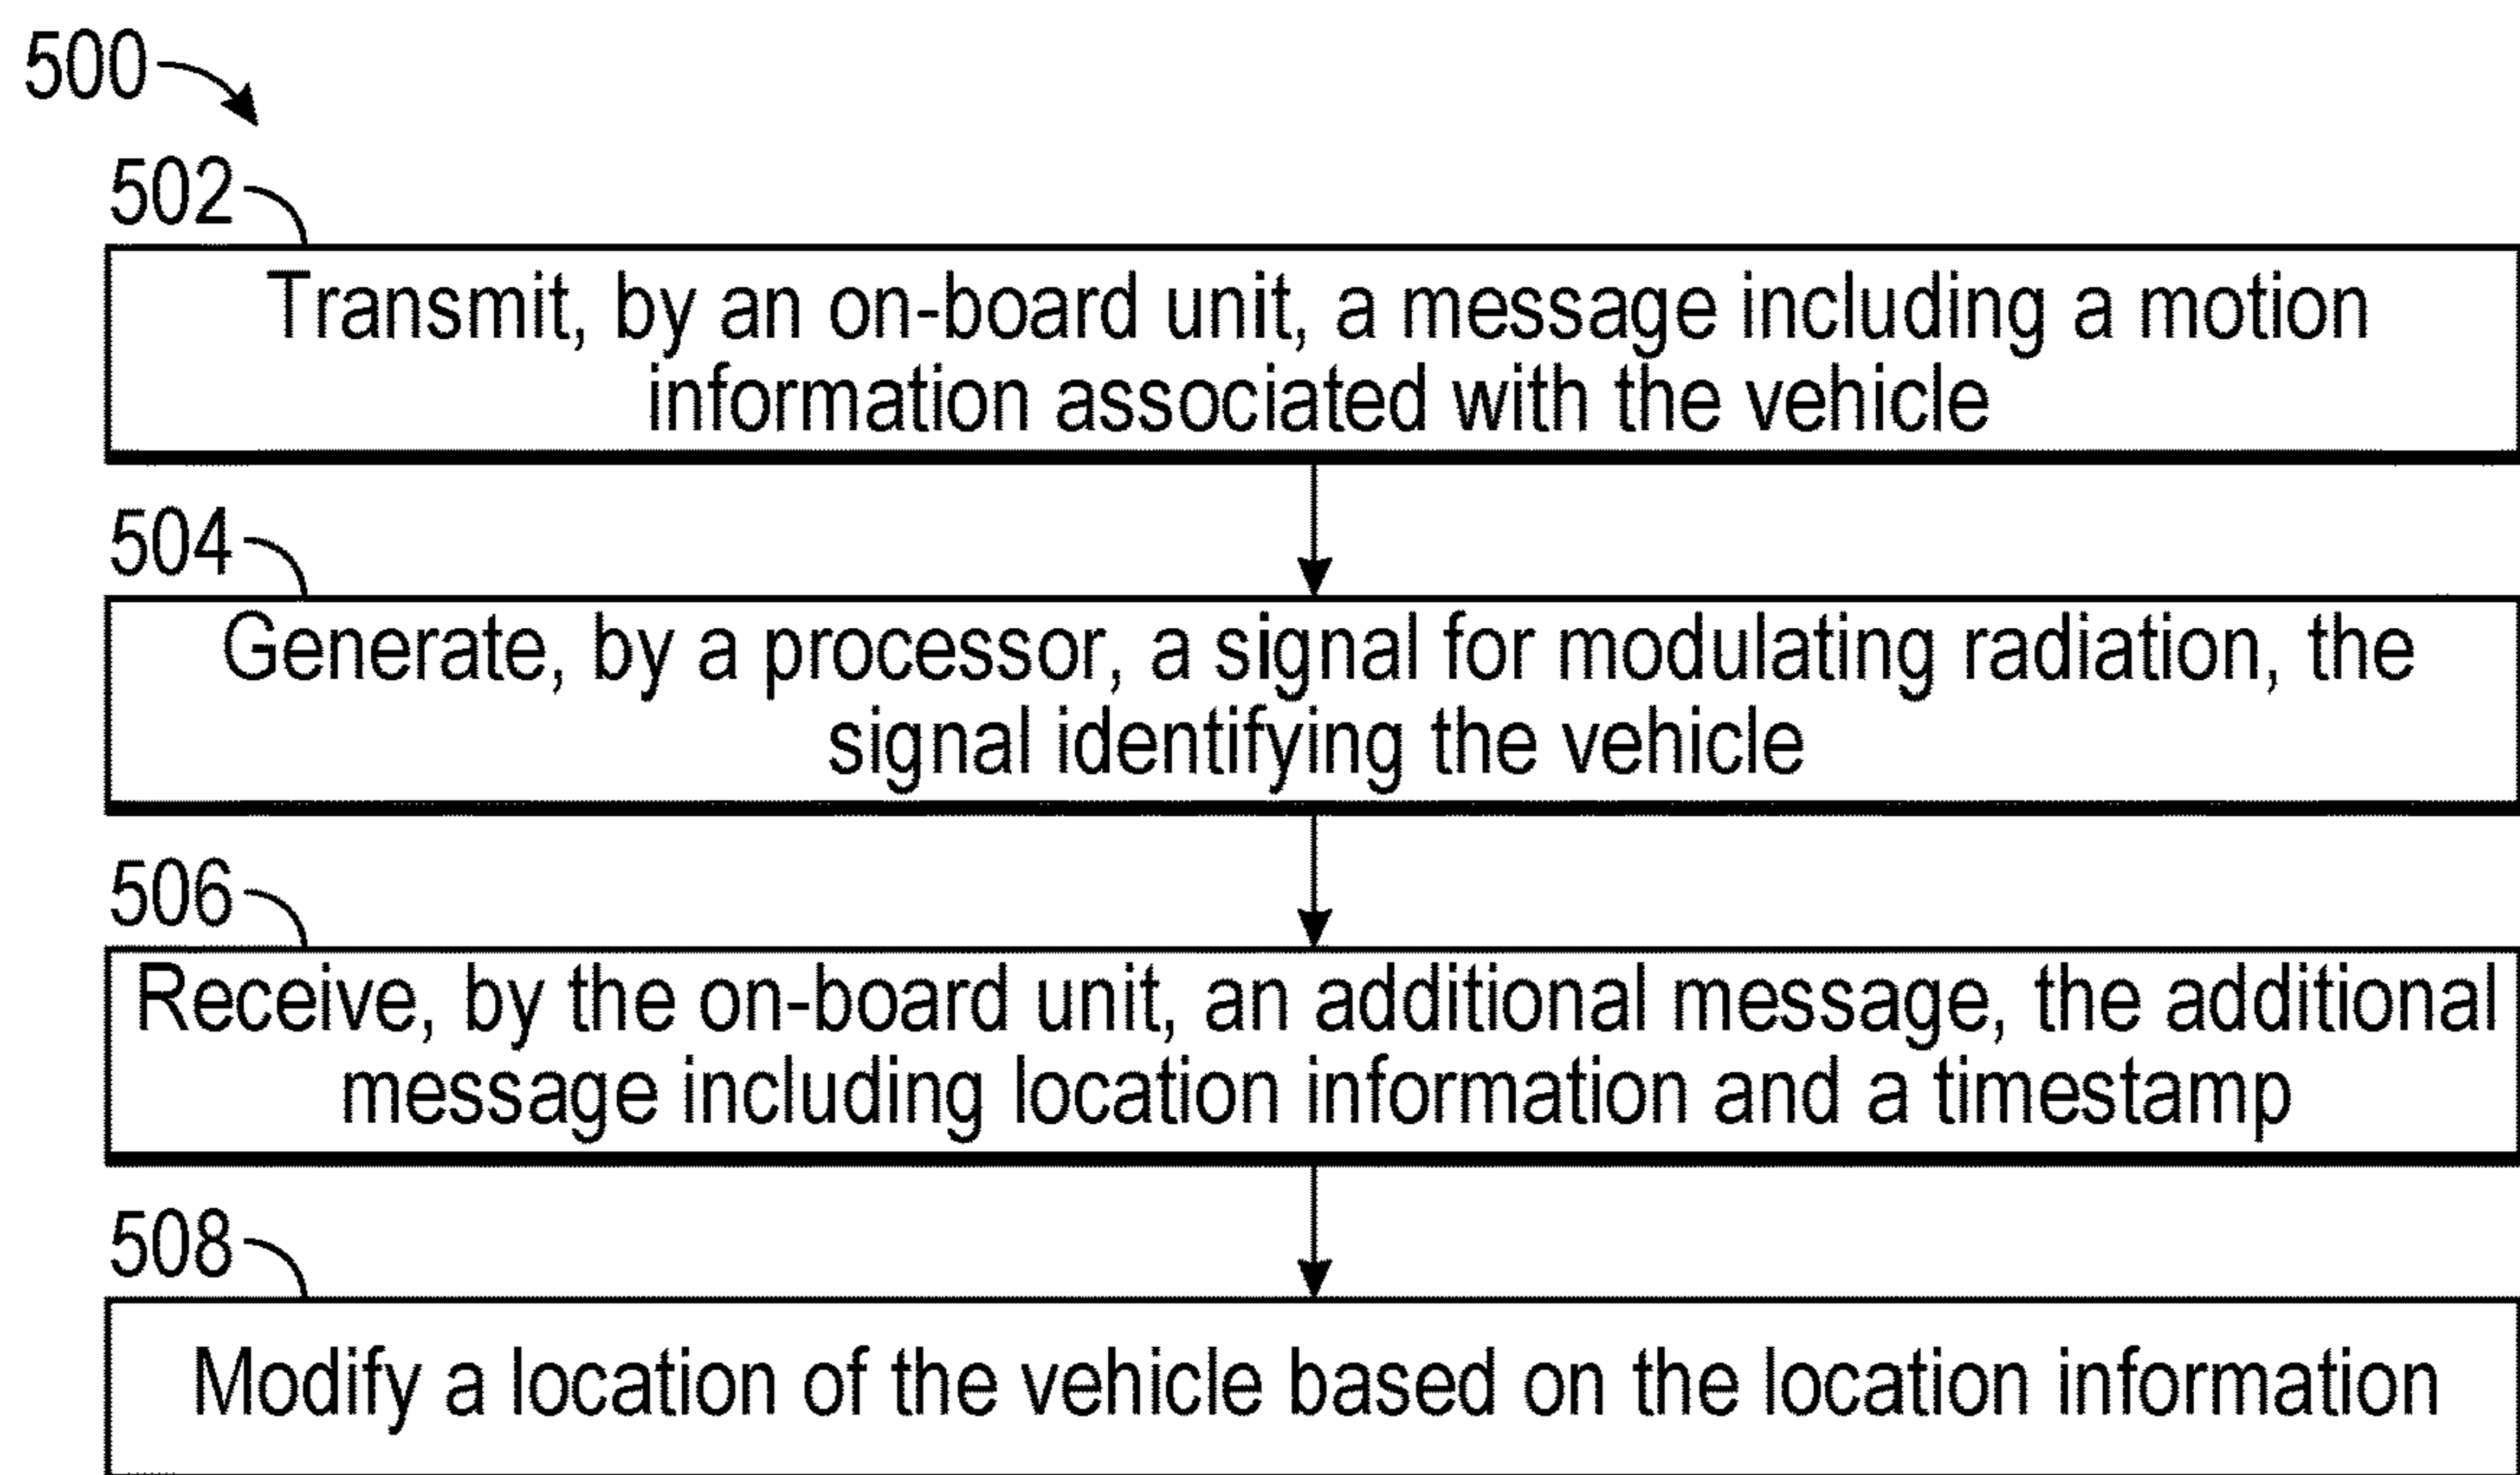 500
502
Transmit, by an on-board unit, a message including a motion
information associated with the vehicle
504
Generate, by a processor, a signal for modulating radiation, the
signal identifying the vehicle
506
Receive, by the on-board unit, an additional message, the additional
message including location information and a timestamp
508
Modify a location of the vehicle based on the location information